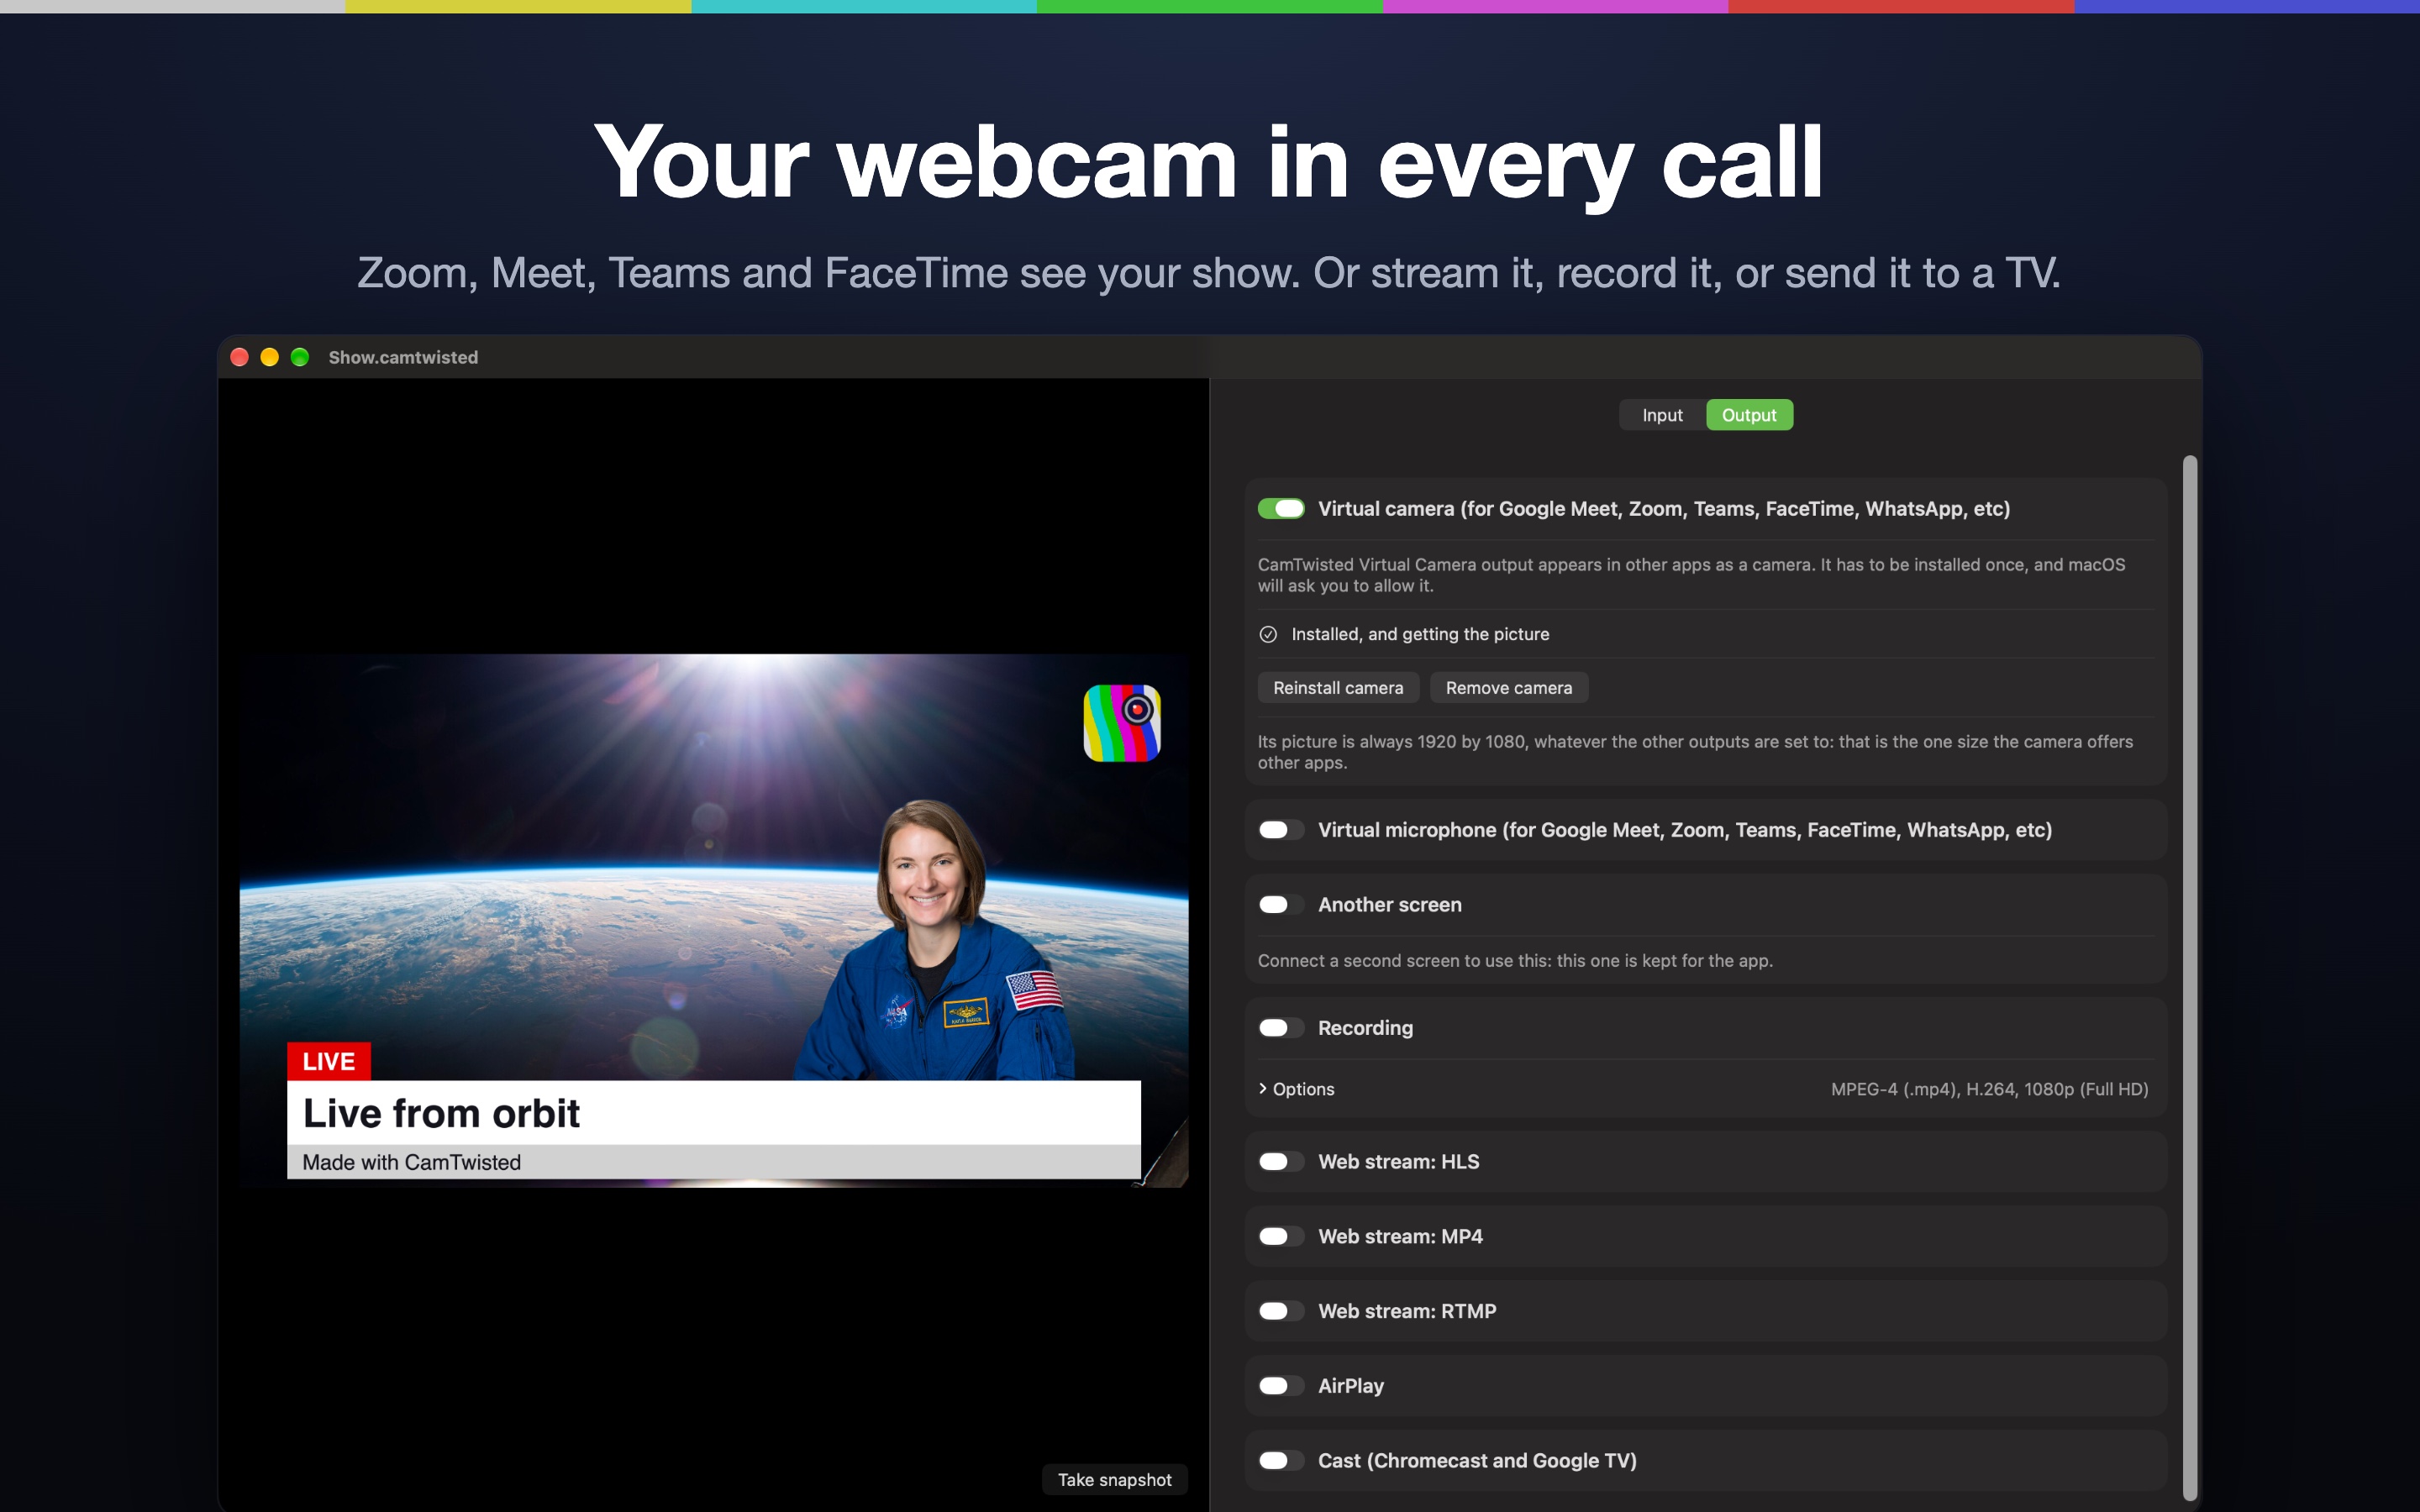 Your webcam in every call
Zoom, Meet, Teams and FaceTime see your show. Or stream it, record it, or send it to a TV.
Show.camtwisted
Input
Output
Virtual camera (for Google Meet, Zoom, Teams, FaceTime, WhatsApp, etc)
CamTwisted Virtual Camera output appears in other apps as a camera. It has to be installed once, and macOS
will ask you to allow it.
Installed, and getting the picture
Reinstall camera
Remove camera
Its picture is always 1920 by 1080, whatever the other outputs are set to: that is the one size the camera offers
other apps.
Virtual microphone (for Google Meet, Zoom, Teams, FaceTime, WhatsApp, etc)
Another screen
Connect a second screen to use this: this one is kept for the app.
Recording
Options
MPEG-4 (.mp4), H.264, 1080p (Full HD)
Web stream: HLS
Web stream: MP4
Web stream: RTMP
AirPlay
Cast (Chromecast and Google TV)
NASA
LIVE
Live from orbit
Made with CamTwisted
Take snapshot